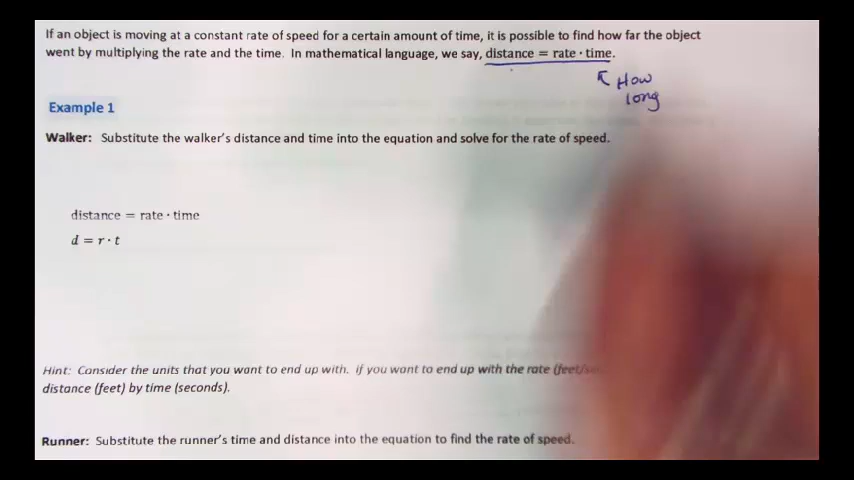 If an object is moving at a constant rate of speed for a certain amount of time, it is possible to find how far the object
went by multiplying the rate and the time. In mathematical language, we say, distance = rate · time.
How
long
Example 1
Walker: Substitute the walker's distance and time into the equation and solve for the rate of speed.
distance = rate · time
d = r · t
Hint: Consider the units that you want to end up with. If you want to end up with the rate (feet/
distance (feet) by time (seconds).
Runner: Substitute the runner's time and distance into the equation to find the rate of speed.